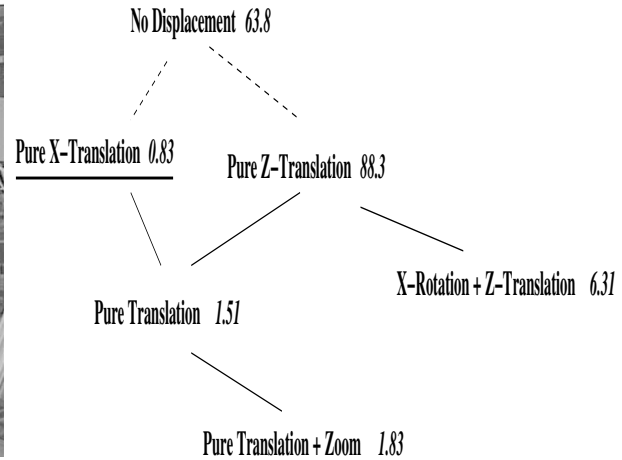 No Displacement 63.8
Pure X–Translation 0.83
Pure Z–Translation 88.3
X–Rotation + Z–Translation 6.31
Pure Translation 1.51
Pure Translation + Zoom 1.83